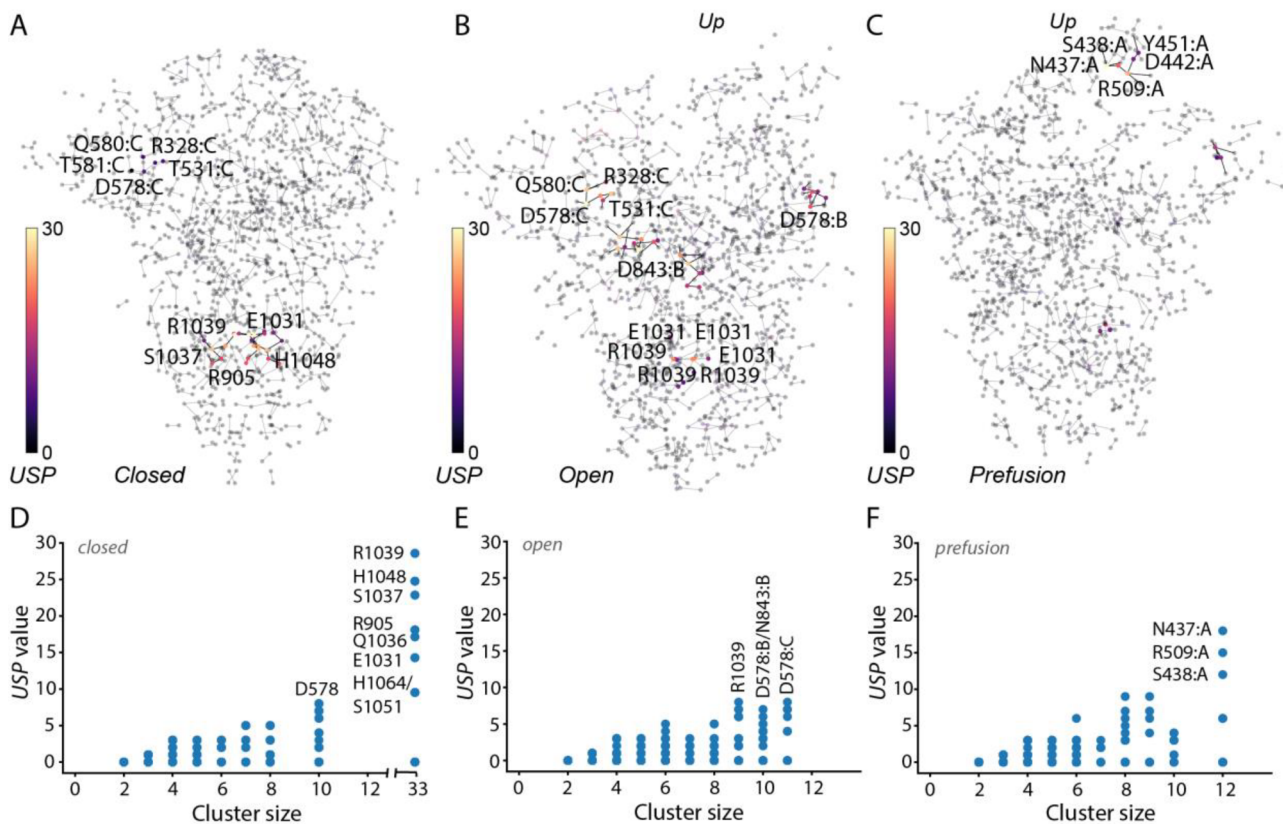 A
B
Up
C
Up
S438:A
Y451:A
N437:A
D442:A
R509:A
Q580:C
R328:C
T581:C
T531:C
D578:C
Q580:C
R328:C
D578:C
T531:C
D578:B
D843:B
30
30
30
R1039
E1031
S1037
H1048
R905
E1031
E1031
R1039
E1031
R1039
R1039
0
0
0
USP
Closed
USP
Open
USP
Prefusion
D
closed
30
25
20
15
10
5
0
USP value
R1039
H1048
S1037
R905
Q1036
E1031
H1064/
S1051
D578
0 2 4 6 8 10 12 33
Cluster size
E
open
30
25
20
15
10
5
0
USP value
R1039
D578:B/N843:B
D578:C
0 2 4 6 8 10 12
Cluster size
F
prefusion
30
25
20
15
10
5
0
USP value
N437:A
R509:A
S438:A
0 2 4 6 8 10 12
Cluster size